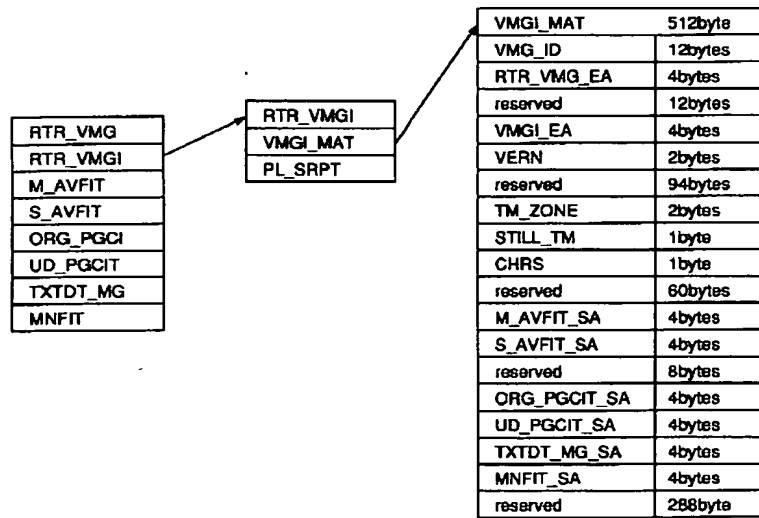 RTR_VMG
RTR_VMGI
M_AVFIT
S_AVFIT
ORG_PGCI
UD_PGCIT
TXTDT_MG
MNFIT
RTR_VMGI
VMGI_MAT
PL_SRPT
VMGI_MAT 512byte
VMG_ID 12bytes
RTR_VMG_EA 4bytes
reserved 12bytes
VMGI_EA 4bytes
VERN 2bytes
reserved 94bytes
TM_ZONE 2bytes
STILL_TM 1byte
CHRS 1byte
reserved 60bytes
M_AVFIT_SA 4bytes
S_AVFIT_SA 4bytes
reserved 8bytes
ORG_PGCIT_SA 4bytes
UD_PGCIT_SA 4bytes
TXTDT_MG_SA 4bytes
MNFIT_SA 4bytes
reserved 288byte